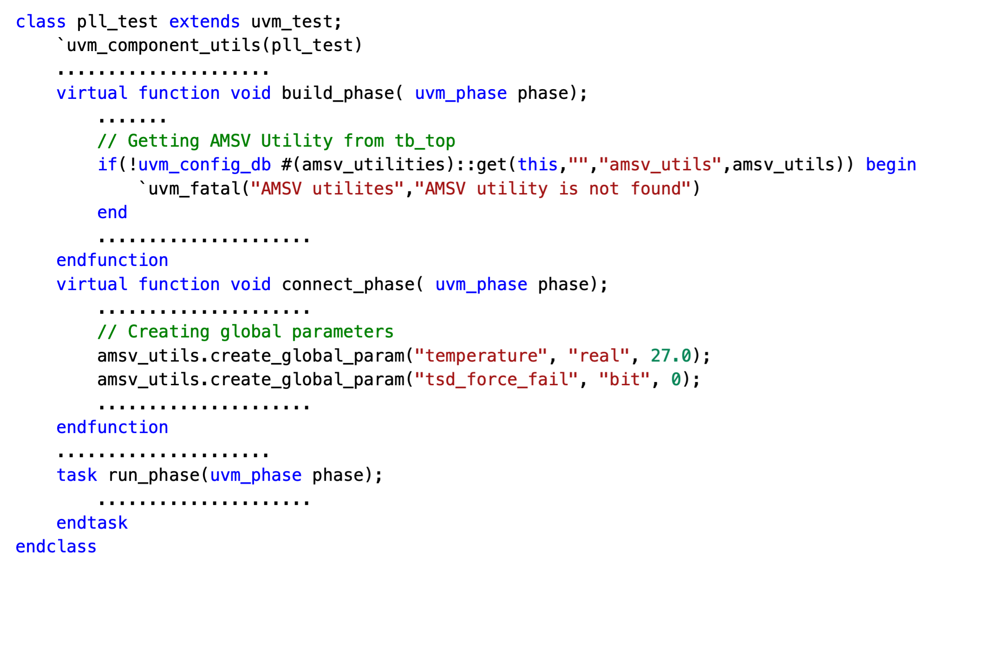 class pll_test extends uvm_test;
    `uvm_component_utils(pll_test)
    .....................
    virtual function void build_phase( uvm_phase phase);
        .......
        // Getting AMSV Utility from tb_top
        if(!uvm_config_db #(amsv_utilities)::get(this,"","amsv_utils",amsv_utils)) begin
            `uvm_fatal("AMSV utilites","AMSV utility is not found")
        end
        .....................
    endfunction
    virtual function void connect_phase( uvm_phase phase);
        .....................
        // Creating global parameters
        amsv_utils.create_global_param("temperature", "real", 27.0);
        amsv_utils.create_global_param("tsd_force_fail", "bit", 0);
        .....................
    endfunction
    .....................
    task run_phase(uvm_phase phase);
        .....................
    endtask
endclass